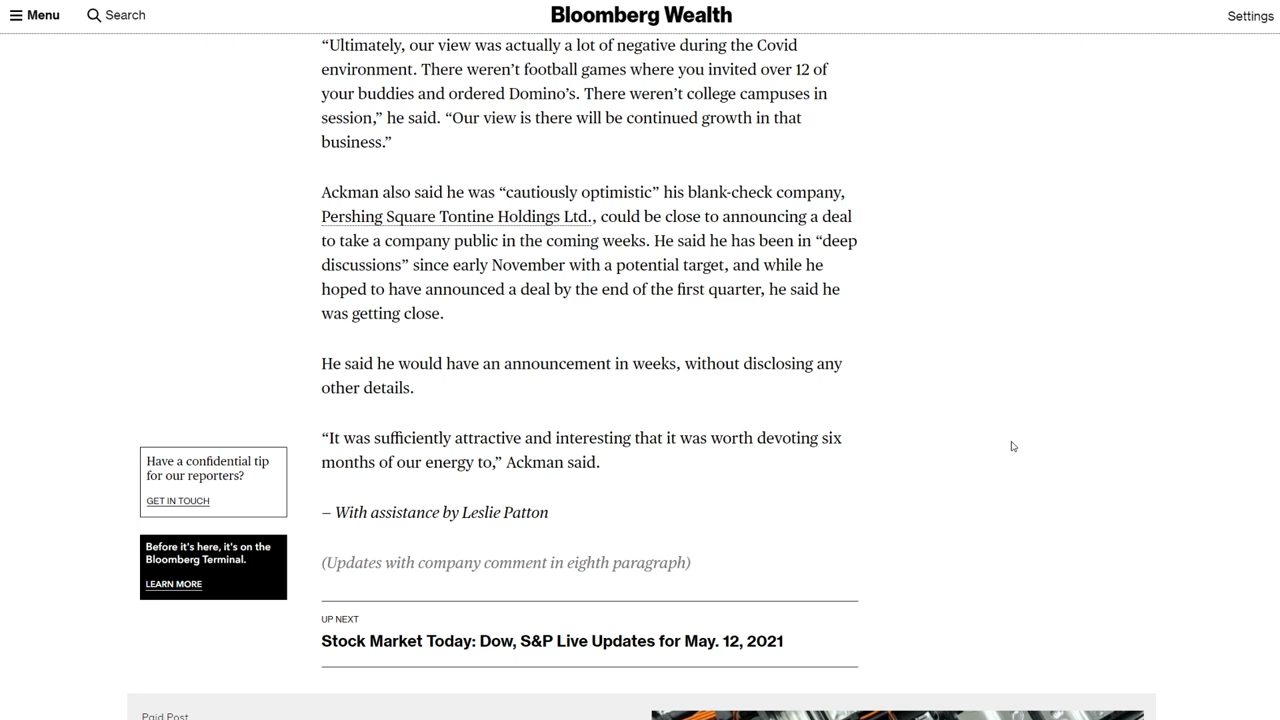 Menu
Search
Bloomberg Wealth
Settings
“Ultimately, our view was actually a lot of negative during the Covid
environment. There weren’t football games where you invited over 12 of
your buddies and ordered Domino’s. There weren’t college campuses in
session,” he said. “Our view is there will be continued growth in that
business.”
Ackman also said he was “cautiously optimistic” his blank-check company,
Pershing Square Tontine Holdings Ltd., could be close to announcing a deal
to take a company public in the coming weeks. He said he has been in “deep
discussions” since early November with a potential target, and while he
hoped to have announced a deal by the end of the first quarter, he said he
was getting close.
He said he would have an announcement in weeks, without disclosing any
other details.
“It was sufficiently attractive and interesting that it was worth devoting six
months of our energy to,” Ackman said.
– With assistance by Leslie Patton
(Updates with company comment in eighth paragraph)
Have a confidential tip
for our reporters?
GET IN TOUCH
Before it's here, it's on the
Bloomberg Terminal.
LEARN MORE
UP NEXT
Stock Market Today: Dow, S&P Live Updates for May. 12, 2021
Paid Post